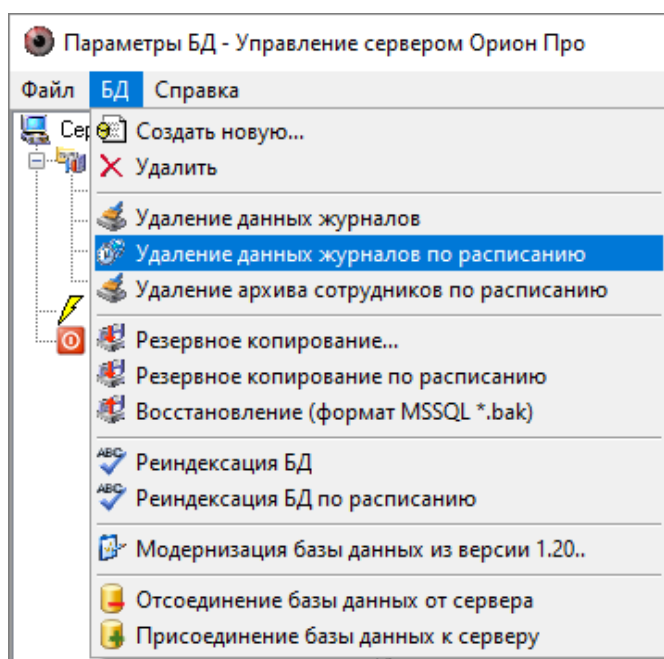 Параметры БД - Управление сервером Орион Про
Файл БД Справка
Создать новую...
Удалить
Удаление данных журналов
Удаление данных журналов по расписанию
Удаление архива сотрудников по расписанию
Резервное копирование...
Резервное копирование по расписанию
Восстановление (формат MSSQL *.bak)
ABC Реиндексация БД
ABC Реиндексация БД по расписанию
Модернизация базы данных из версии 1.20..
Отсоединение базы данных от сервера
Присоединение базы данных к серверу